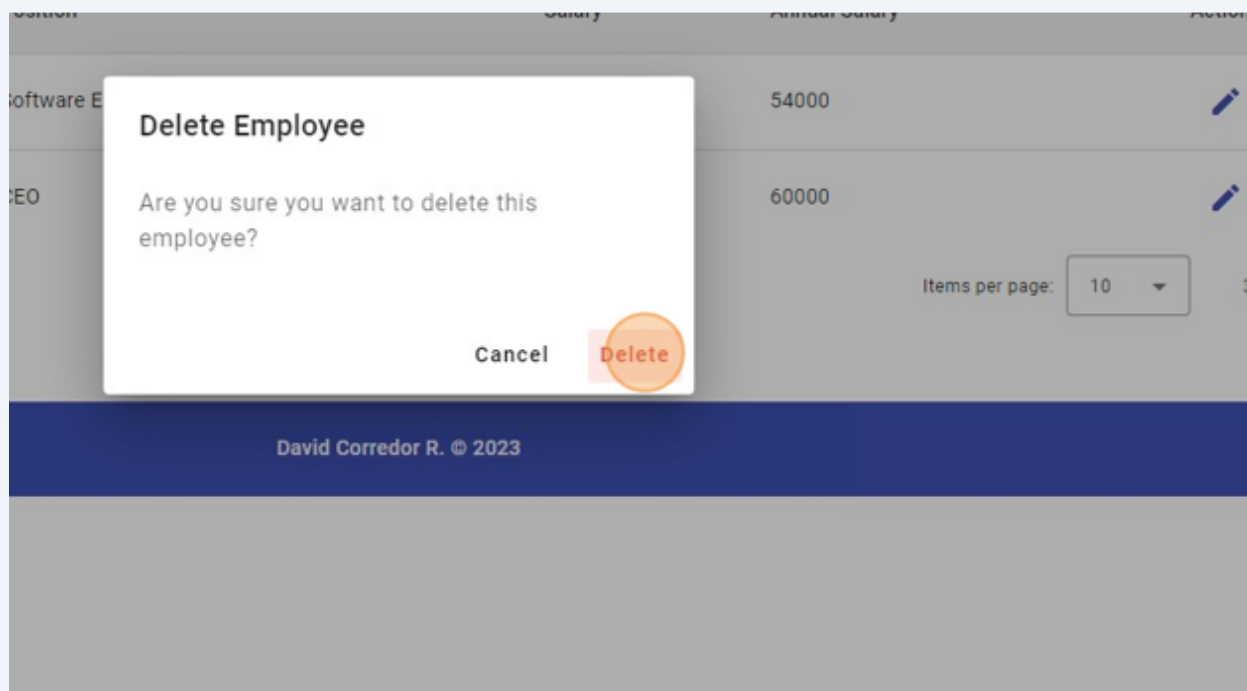 Software E
54000
Delete Employee
CEO
60000
Are you sure you want to delete this
employee?
Items per page: 10
Cancel Delete
David Corredor R. © 2023